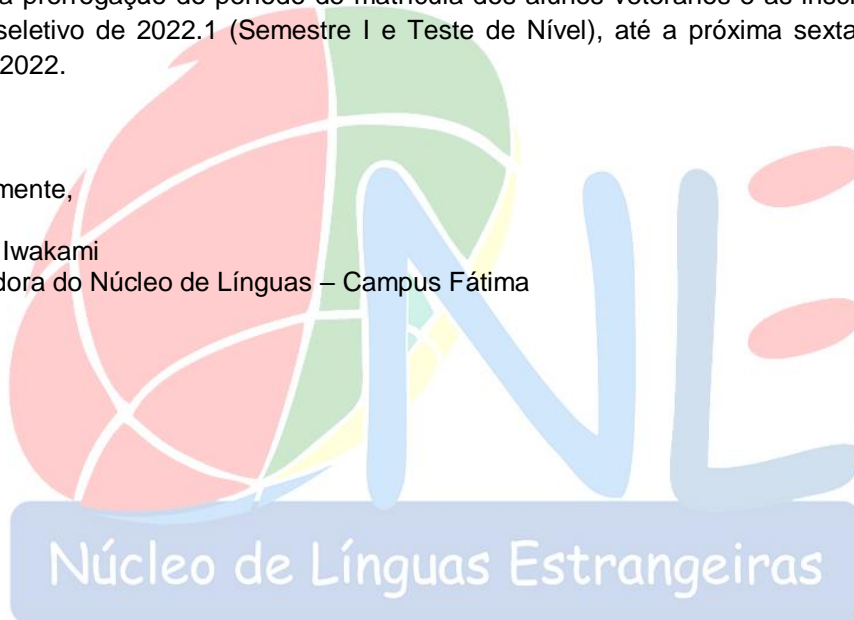 seletivo de 2022.1 (Semestre I e Teste de Nível), até a próxima sexta
2022.
mente,
Iwakami
dora do Núcleo de Línguas – Campus Fátima
NLE
Núcleo de Línguas Estrangeiras